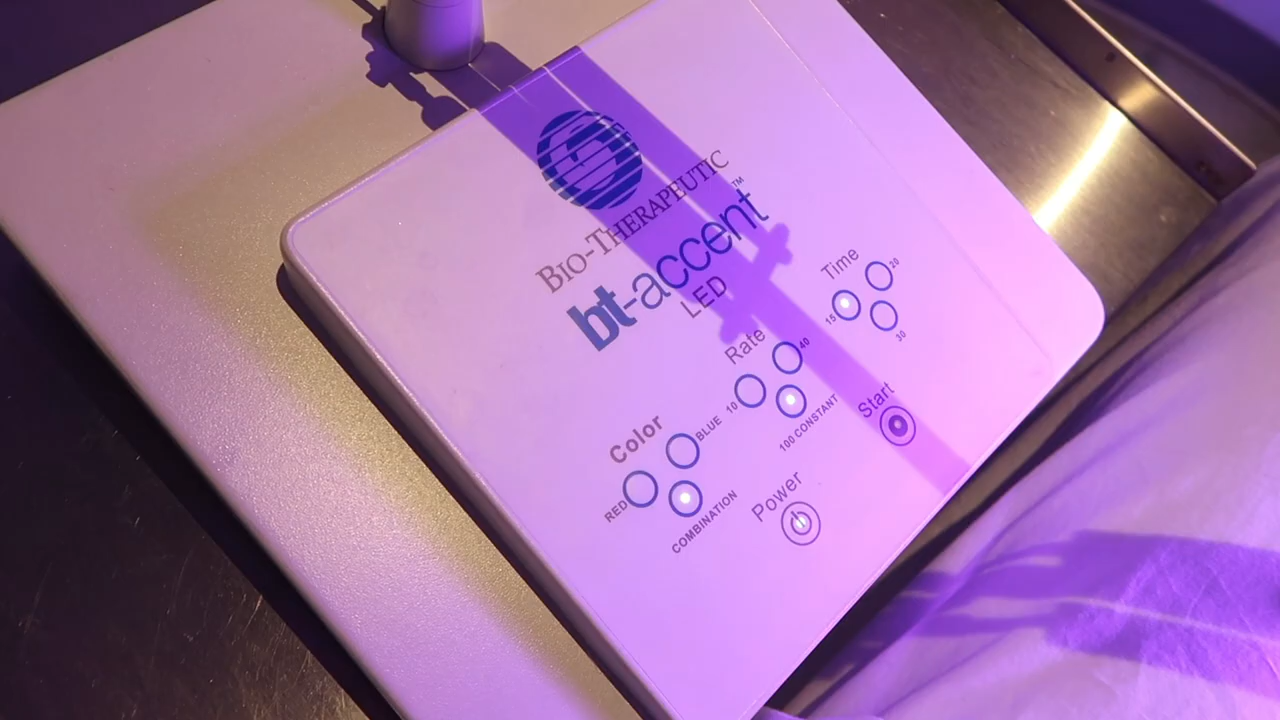 BIO-THERAPEUTIC
bt-accent™
LED
Time
15
20
30
Rate
10
40
100 CONSTANT
Start
Color
RED
BLUE
COMBINATION
Power